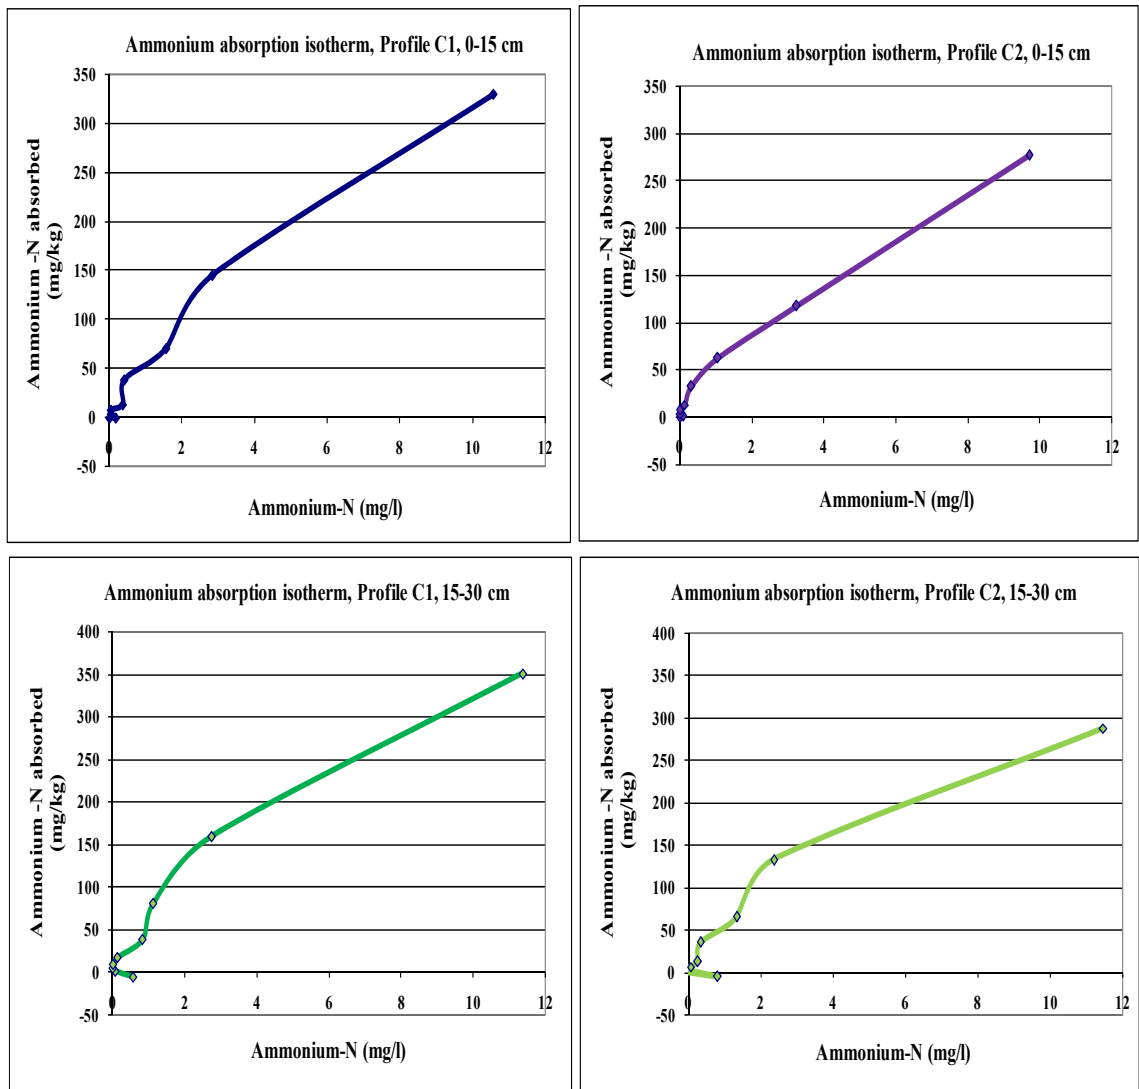 Ammonium absorption isotherm, Profile C1, 0-15 cm
350
300
250
200
150
100
50
0
-50
0 2 4 6 8 10 12
Ammonium -N absorbed
(mg/kg)
Ammonium-N (mg/l)
Ammonium absorption isotherm, Profile C2, 0-15 cm
350
300
250
200
150
100
50
0
-50
0 2 4 6 8 10 12
Ammonium -N absorbed
(mg/kg)
Ammonium-N (mg/l)
Ammonium absorption isotherm, Profile C1, 15-30 cm
400
350
300
250
200
150
100
50
0
-50
0 2 4 6 8 10 12
Ammonium -N absorbed
(mg/kg)
Ammonium-N (mg/l)
Ammonium absorption isotherm, Profile C2, 15-30 cm
400
350
300
250
200
150
100
50
0
-50
0 2 4 6 8 10 12
Ammonium -N absorbed
(mg/kg)
Ammonium-N (mg/l)